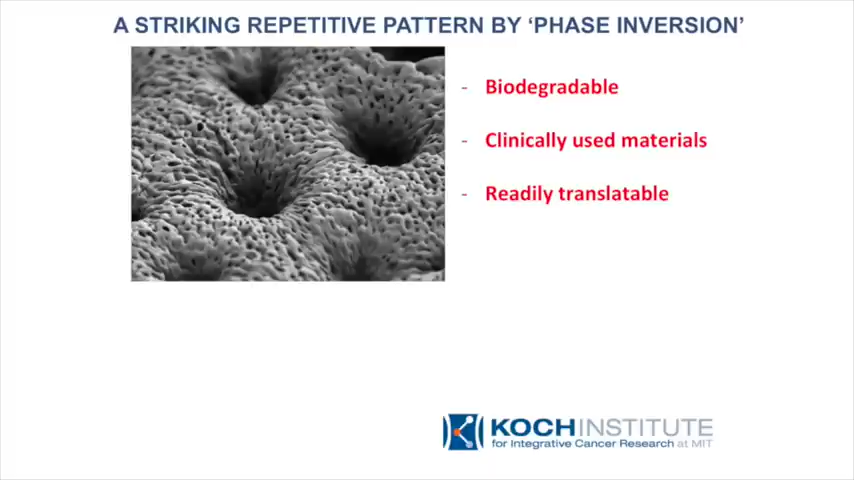 A STRIKING REPETITIVE PATTERN BY ‘PHASE INVERSION’
- Biodegradable
- Clinically used materials
- Readily translatable
KOCHINSTITUTE
for Integrative Cancer Research at MIT